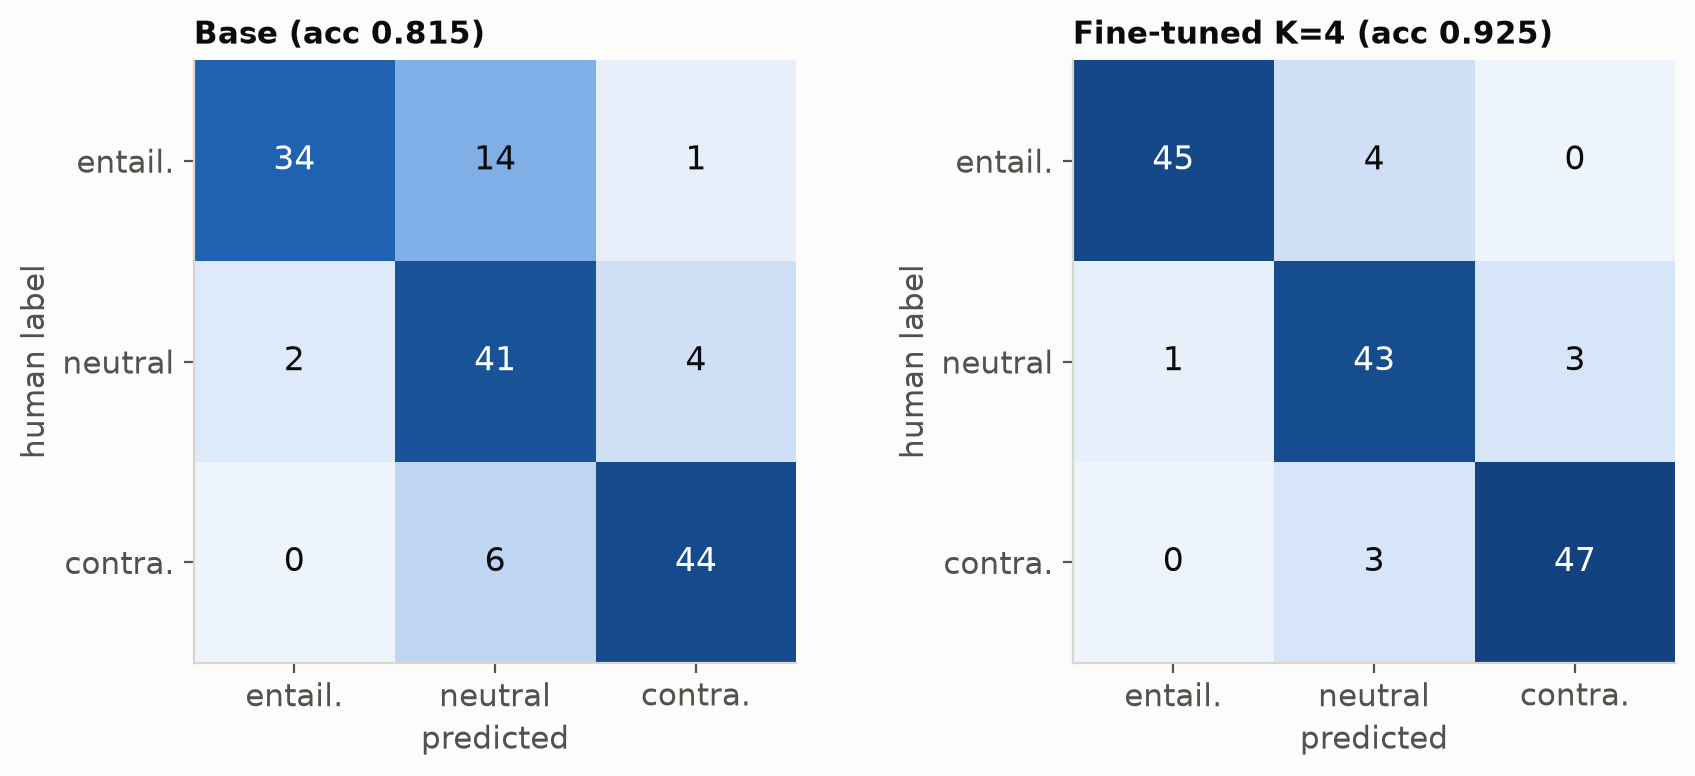 Base (acc 0.815)
human label
entail. 34 14 1
neutral 2 41 4
contra. 0 6 44
entail. neutral contra.
predicted
Fine-tuned K=4 (acc 0.925)
human label
entail. 45 4 0
neutral 1 43 3
contra. 0 3 47
entail. neutral contra.
predicted